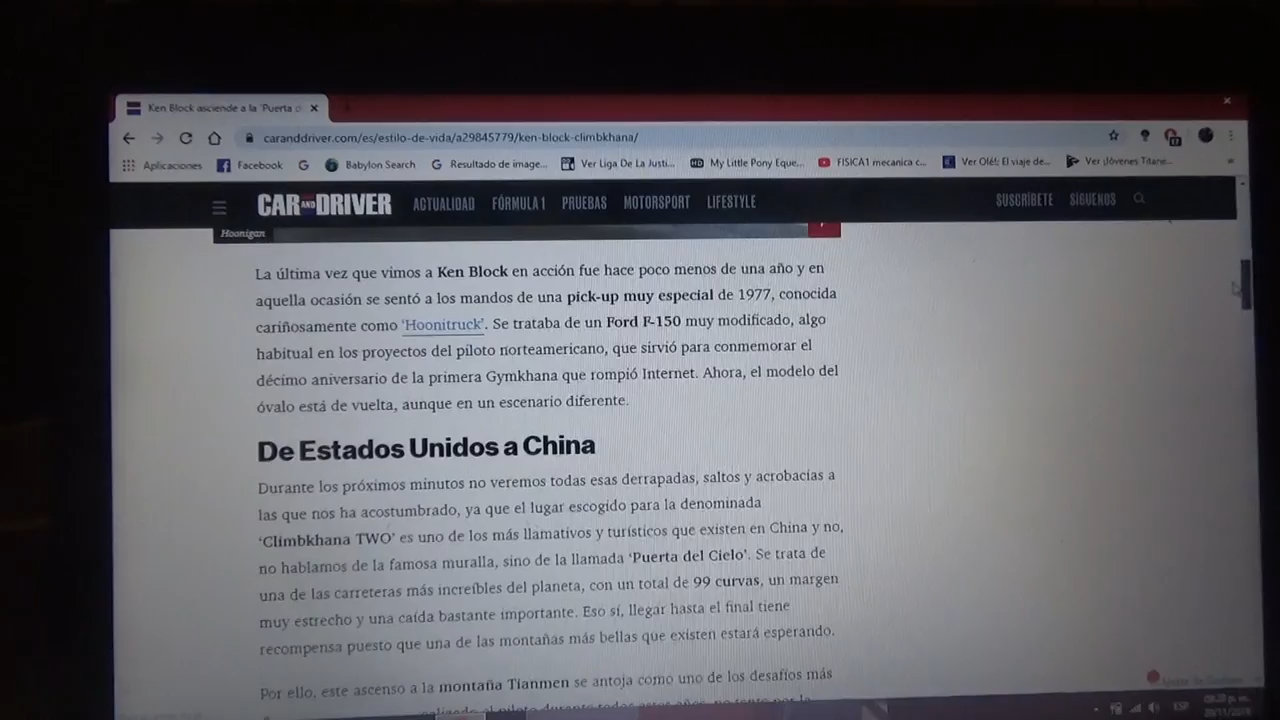 Ken Block asciende a la 'Puerta
caranddriver.com/es/estilo-de-vida/a29845779/ken-block-climbkhana/
Aplicaciones Facebook Babylon Search Resultado de image... Ver Liga De La Justi... My Little Pony Eque... FISICA1 mecanica c... Ver Olé: El viaje de... Ver ¡Jóvenes Titane...
CAR AND DRIVER ACTUALIDAD FÓRMULA 1 PRUEBAS MOTORSPORT LIFESTYLE SUSCRÍBETE SÍGUENOS
Hoonigan
La última vez que vimos a Ken Block en acción fue hace poco menos de una año y en
aquella ocasión se sentó a los mandos de una pick-up muy especial de 1977, conocida
cariñosamente como 'Hoonitruck'. Se trataba de un Ford F-150 muy modificado, algo
habitual en los proyectos del piloto norteamericano, que sirvió para conmemorar el
décimo aniversario de la primera Gymkhana que rompió Internet. Ahora, el modelo del
óvalo está de vuelta, aunque en un escenario diferente.
De Estados Unidos a China
Durante los próximos minutos no veremos todas esas derrapadas, saltos y acrobacias a
las que nos ha acostumbrado, ya que el lugar escogido para la denominada
'Climbkhana TWO' es uno de los más llamativos y turísticos que existen en China y no,
no hablamos de la famosa muralla, sino de la llamada 'Puerta del Cielo'. Se trata de
una de las carreteras más increíbles del planeta, con un total de 99 curvas, un margen
muy estrecho y una caída bastante importante. Eso sí, llegar hasta el final tiene
recompensa puesto que una de las montañas más bellas que existen estará esperando.
Por ello, este ascenso a la montaña Tianmen se antoja como uno de los desafíos más
ESP